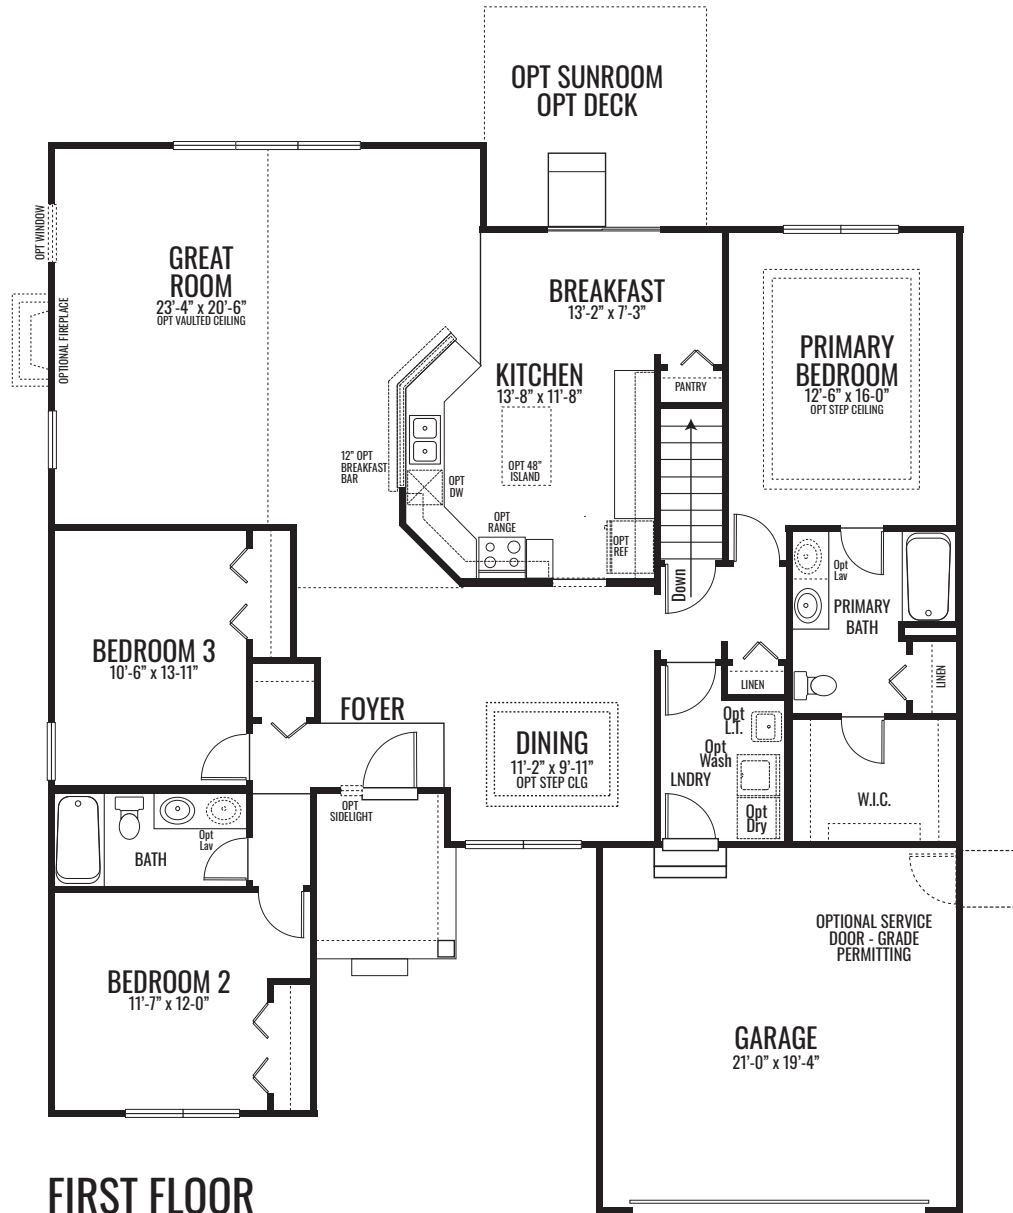 OPT SUNROOM
OPT DECK
OPT WINDOW
GREAT
ROOM
23'-4" x 20'-6"
OPT VAULTED CEILING
OPTIONAL FIREPLACE
BREAKFAST
13'-2" x 7'-3"
PRIMARY
BEDROOM
12'-6" x 16-0"
OPT STEP CEILING
KITCHEN
13'-8" x 11'-8"
PANTRY
12" OPT
BREAKFAST
BAR
OPT
DW
OPT 48"
ISLAND
OPT
RANGE
OPT
REF
Down
Opt
Lav
PRIMARY
BATH
LINEN
LINEN
BEDROOM 3
10'-6" x 13-11"
FOYER
DINING
11'-2" x 9'-11"
OPT STEP CLG
Opt
L.T.
Opt
Wash
LNDRY
Opt
Dry
W.I.C.
OPT
SIDELIGHT
Opt
Lav
BATH
BEDROOM 2
11'-7" x 12-0"
OPTIONAL SERVICE
DOOR - GRADE
PERMITTING
GARAGE
21'-0" x 19'-4"
FIRST FLOOR